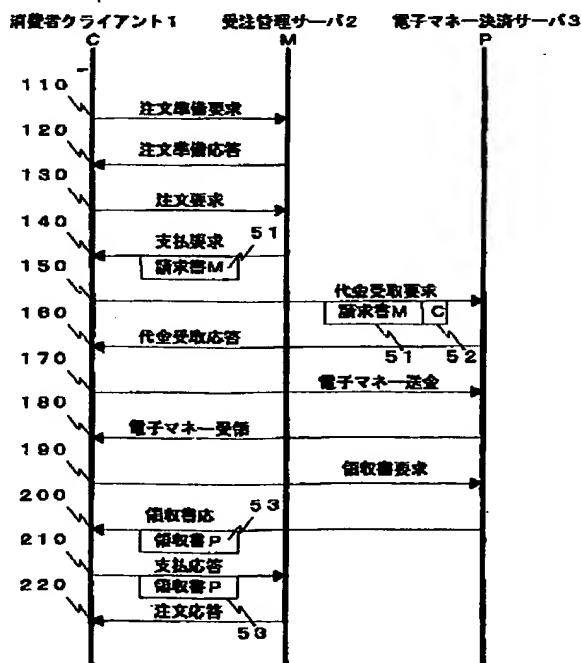 消費者クライアント1 受注管理サーバ2 電子マネー決済サーバ3
C M P
110
注文準備要求
120
注文準備応答
130
注文要求
140
支払要求 51
150
請求書M
代金受取要求
160
請求書M C
代金受取応答
51 52
170
電子マネー送金
180
電子マネー受領
190
領収書要求
200
領収書応 53
210
領収書P
支払応答
220
領収書P
注文応答
53